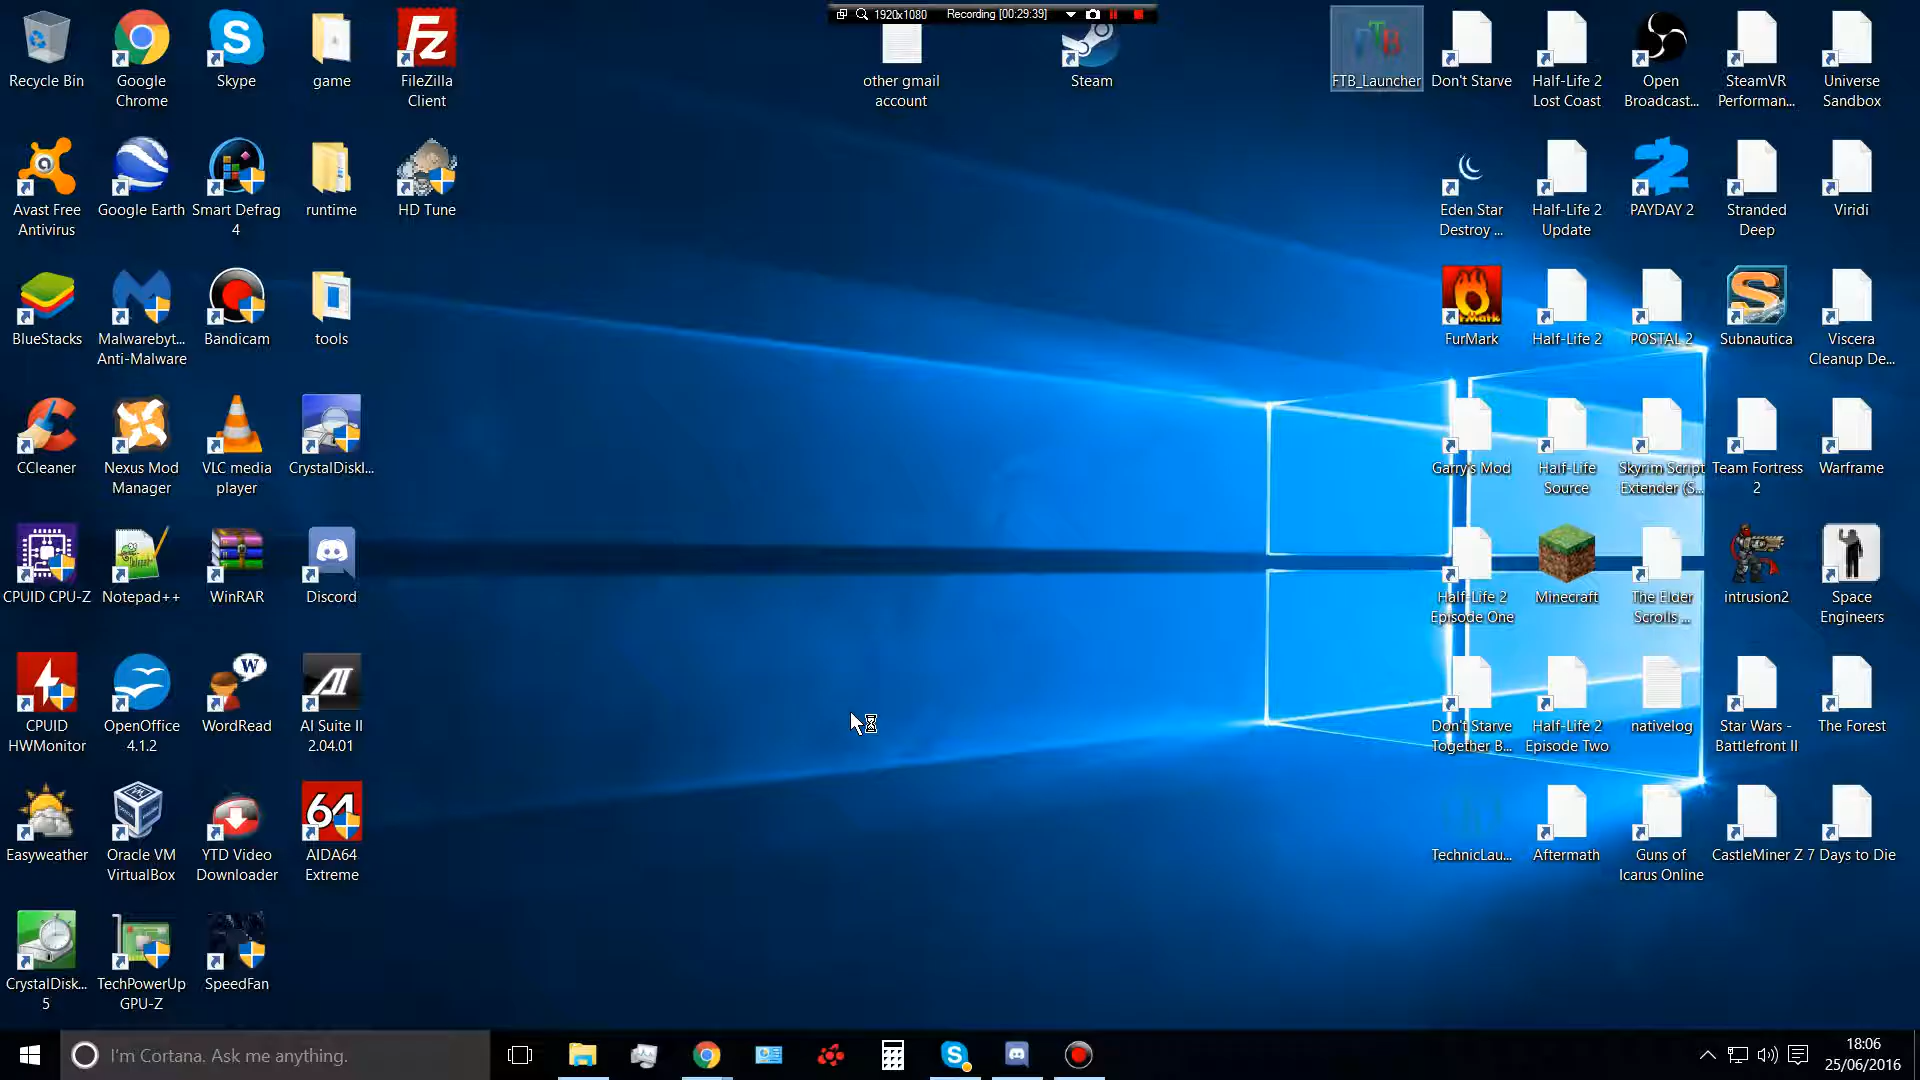 1920x1080 Recording [00:29:39]
Recycle Bin
Google
Chrome
Skype
game
FileZilla
Client
other gmail
account
Steam
FTB_Launcher
Don't Starve
Half-Life 2
Lost Coast
Open
Broadcast...
SteamVR
Performan...
Universe
Sandbox
Avast Free
Antivirus
Google Earth
Smart Defrag
4
runtime
HD Tune
Eden Star
Destroy ...
Half-Life 2
Update
PAYDAY 2
Stranded
Deep
Viridi
BlueStacks
Malwarebyt...
Anti-Malware
Bandicam
tools
FurMark
Half-Life 2
POSTAL 2
Subnautica
Viscera
Cleanup De...
CCleaner
Nexus Mod
Manager
VLC media
player
CrystalDiskI...
Garry's Mod
Half-Life
Source
Skyrim Script
Extender (S...
Team Fortress
2
Warframe
CPUID CPU-Z
Notepad++
WinRAR
Discord
Half-Life 2
Episode One
Minecraft
The Elder
Scrolls ...
intrusion2
Space
Engineers
CPUID
HWMonitor
OpenOffice
4.1.2
WordRead
AI Suite II
2.04.01
Don't Starve
Together B...
Half-Life 2
Episode Two
nativelog
Star Wars -
Battlefront II
The Forest
Easyweather
Oracle VM
VirtualBox
YTD Video
Downloader
64
AIDA64
Extreme
TechnicLau...
Aftermath
Guns of
Icarus Online
CastleMiner Z
7 Days to Die
CrystalDisk...
5
TechPowerUp
GPU-Z
SpeedFan
I'm Cortana. Ask me anything.
18:06
25/06/2016